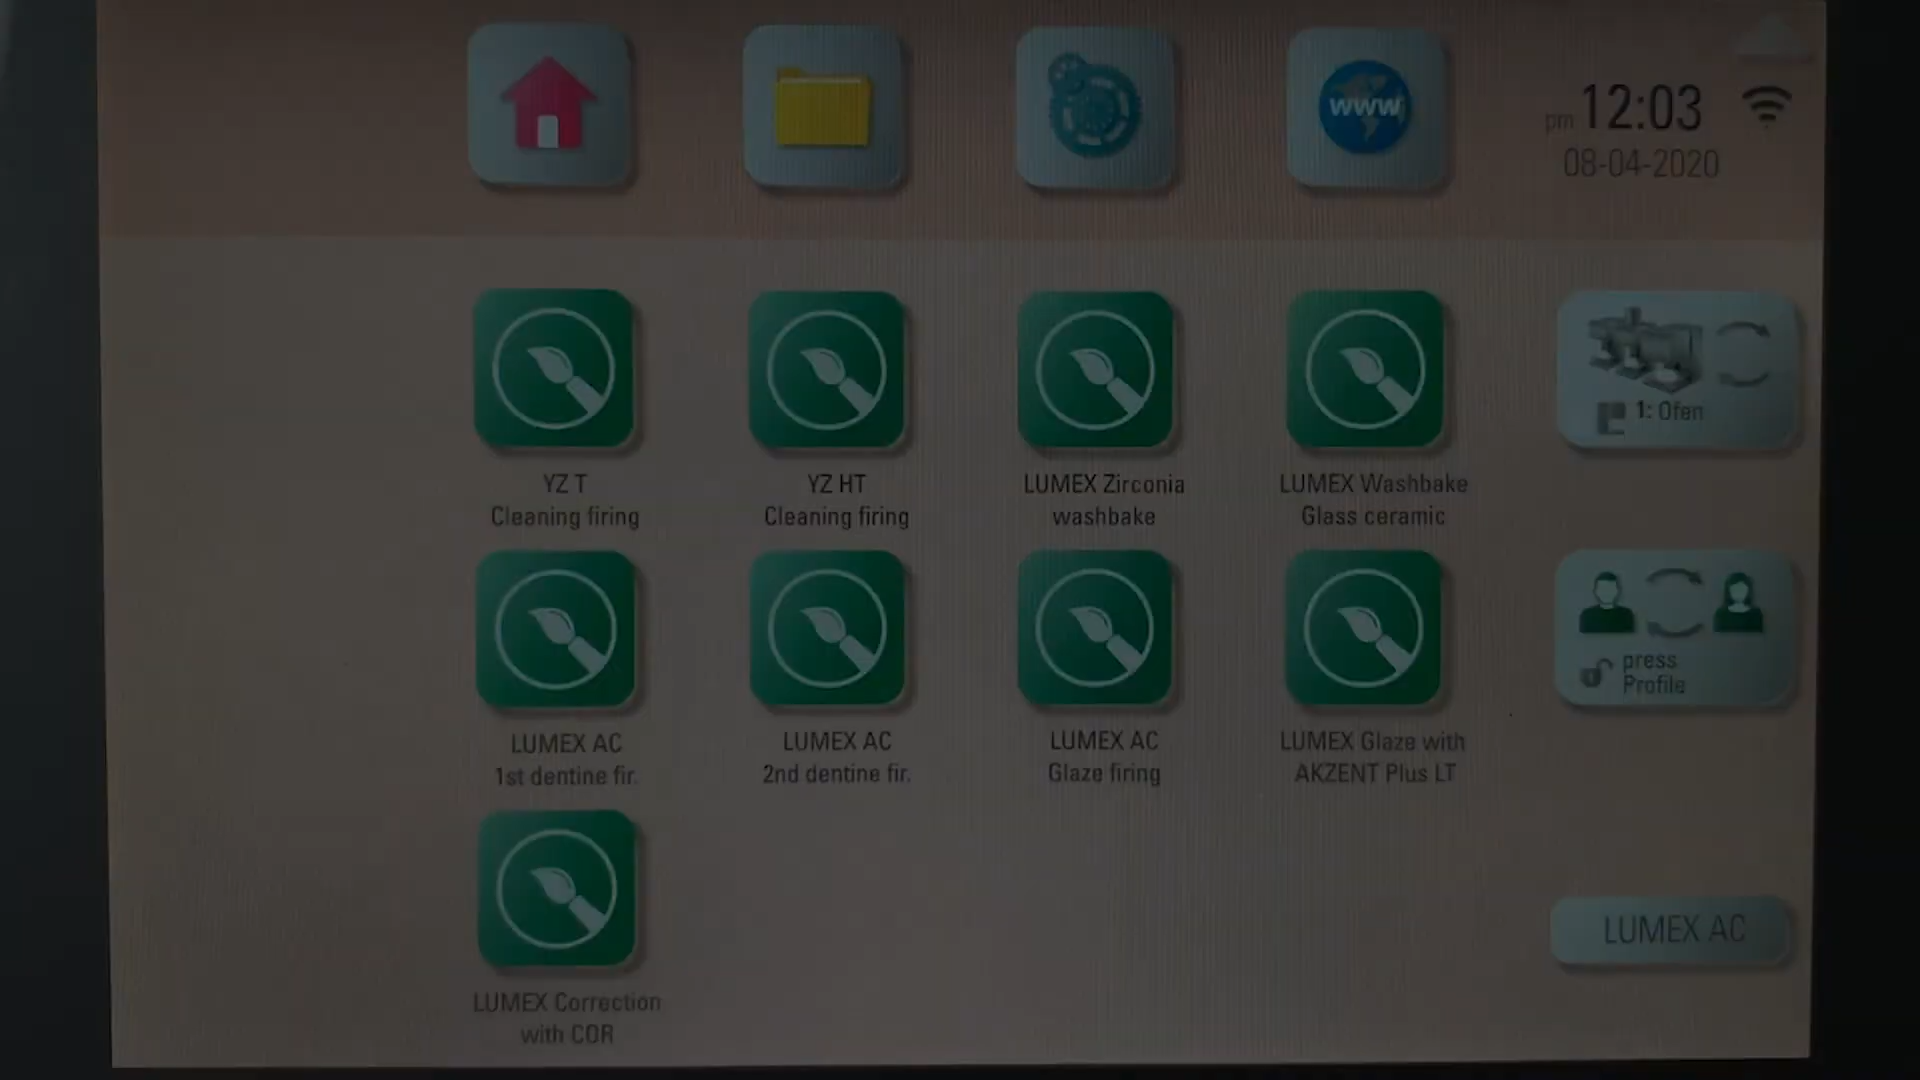 www
pm 12:03
08-04-2020
YZ T
Cleaning firing
YZ HT
Cleaning firing
LUMEX Zirconia
washbake
LUMEX Washbake
Glass ceramic
1: Ofen
LUMEX AC
1st dentine fir.
LUMEX AC
2nd dentine fir.
LUMEX AC
Glaze firing
LUMEX Glaze with
AKZENT Plus LT
press
Profile
LUMEX Correction
with COR
LUMEX AC